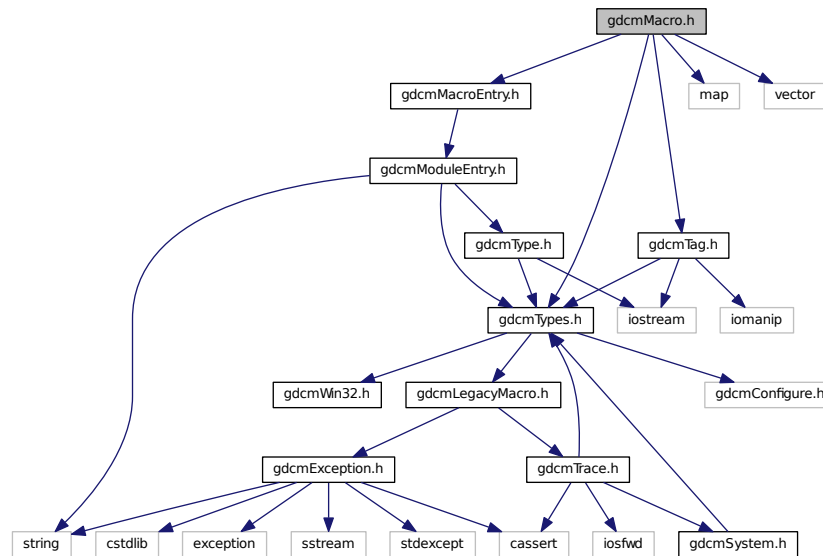 gdcmMacro.h
gdcmMacroEntry.h
map
vector
gdcmModuleEntry.h
gdcmType.h
gdcmTag.h
gdcmTypes.h
iostream
iomanip
gdcmWin32.h
gdcmLegacyMacro.h
gdcmConfigure.h
gdcmException.h
gdcmTrace.h
string
cstdlib
exception
sstream
stdexcept
cassert
iosfwd
gdcmSystem.h